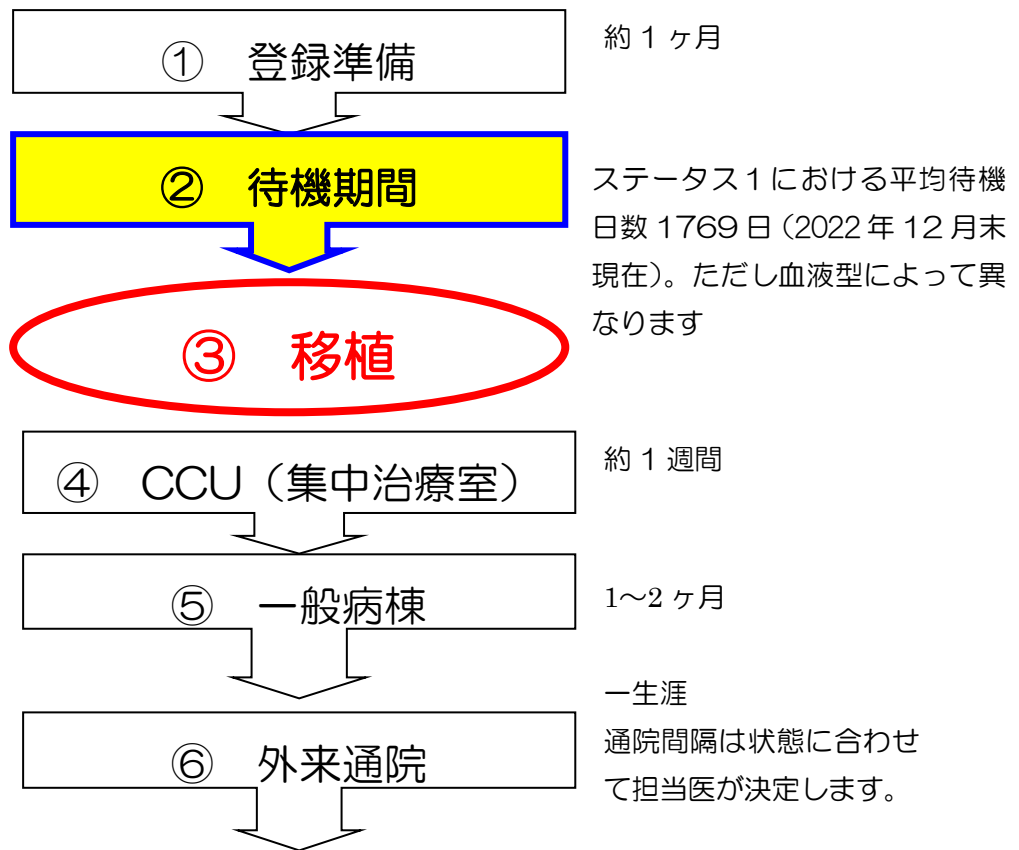 ① 登録準備
約 1 ヶ月
② 待機期間
ステータス1における平均待機
日数 1769 日（2022 年 12 月末
現在）。ただし血液型によって異
なります
③ 移植
④ CCU（集中治療室）
約 1 週間
⑤ 一般病棟
1～2 ヶ月
⑥ 外来通院
一生涯
通院間隔は状態に合わせ
て担当医が決定します。